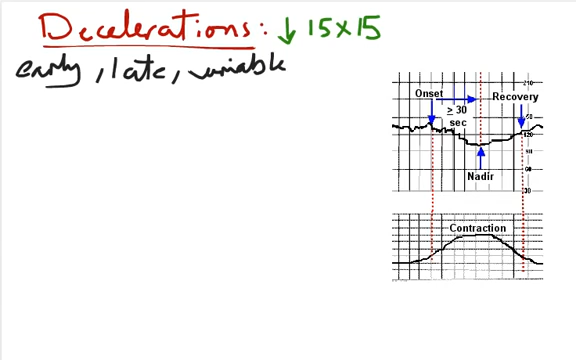 Decelerations: ↓ 15x15
early, late, variable
Onset
Recovery
≥ 30
sec
Nadir
Contraction